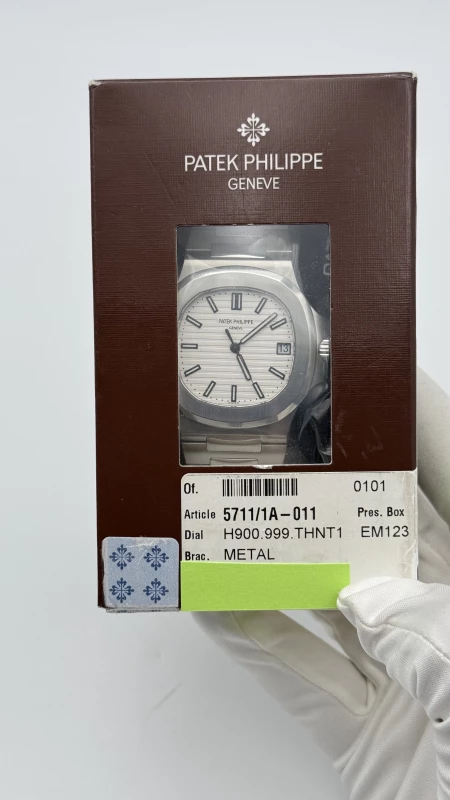 PATEK PHILIPPE
GENEVE
PATEK PHILIPPE
GENEVE
13
Of. 0101
Article 5711/1A-011 Pres. Box
Dial H900.999.THNT1 EM123
Brac. METAL